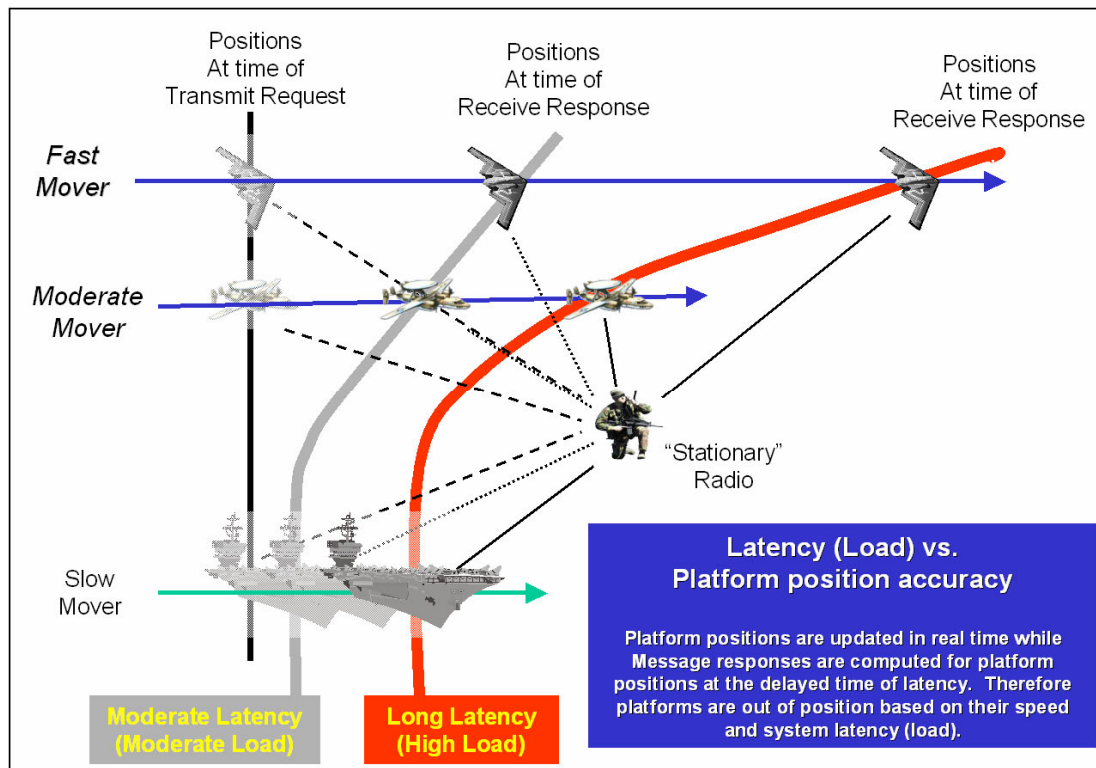 Positions
At time of
Transmit Request
Positions
At time of
Receive Response
Positions
At time of
Receive Response
Fast
Mover
Moderate
Mover
"Stationary"
Radio
Slow
Mover
Latency (Load) vs.
Platform position accuracy
Platform positions are updated in real time while
Message responses are computed for platform
positions at the delayed time of latency.  Therefore
platforms are out of position based on their speed
and system latency (load).
Moderate Latency
(Moderate Load)
Long Latency
(High Load)